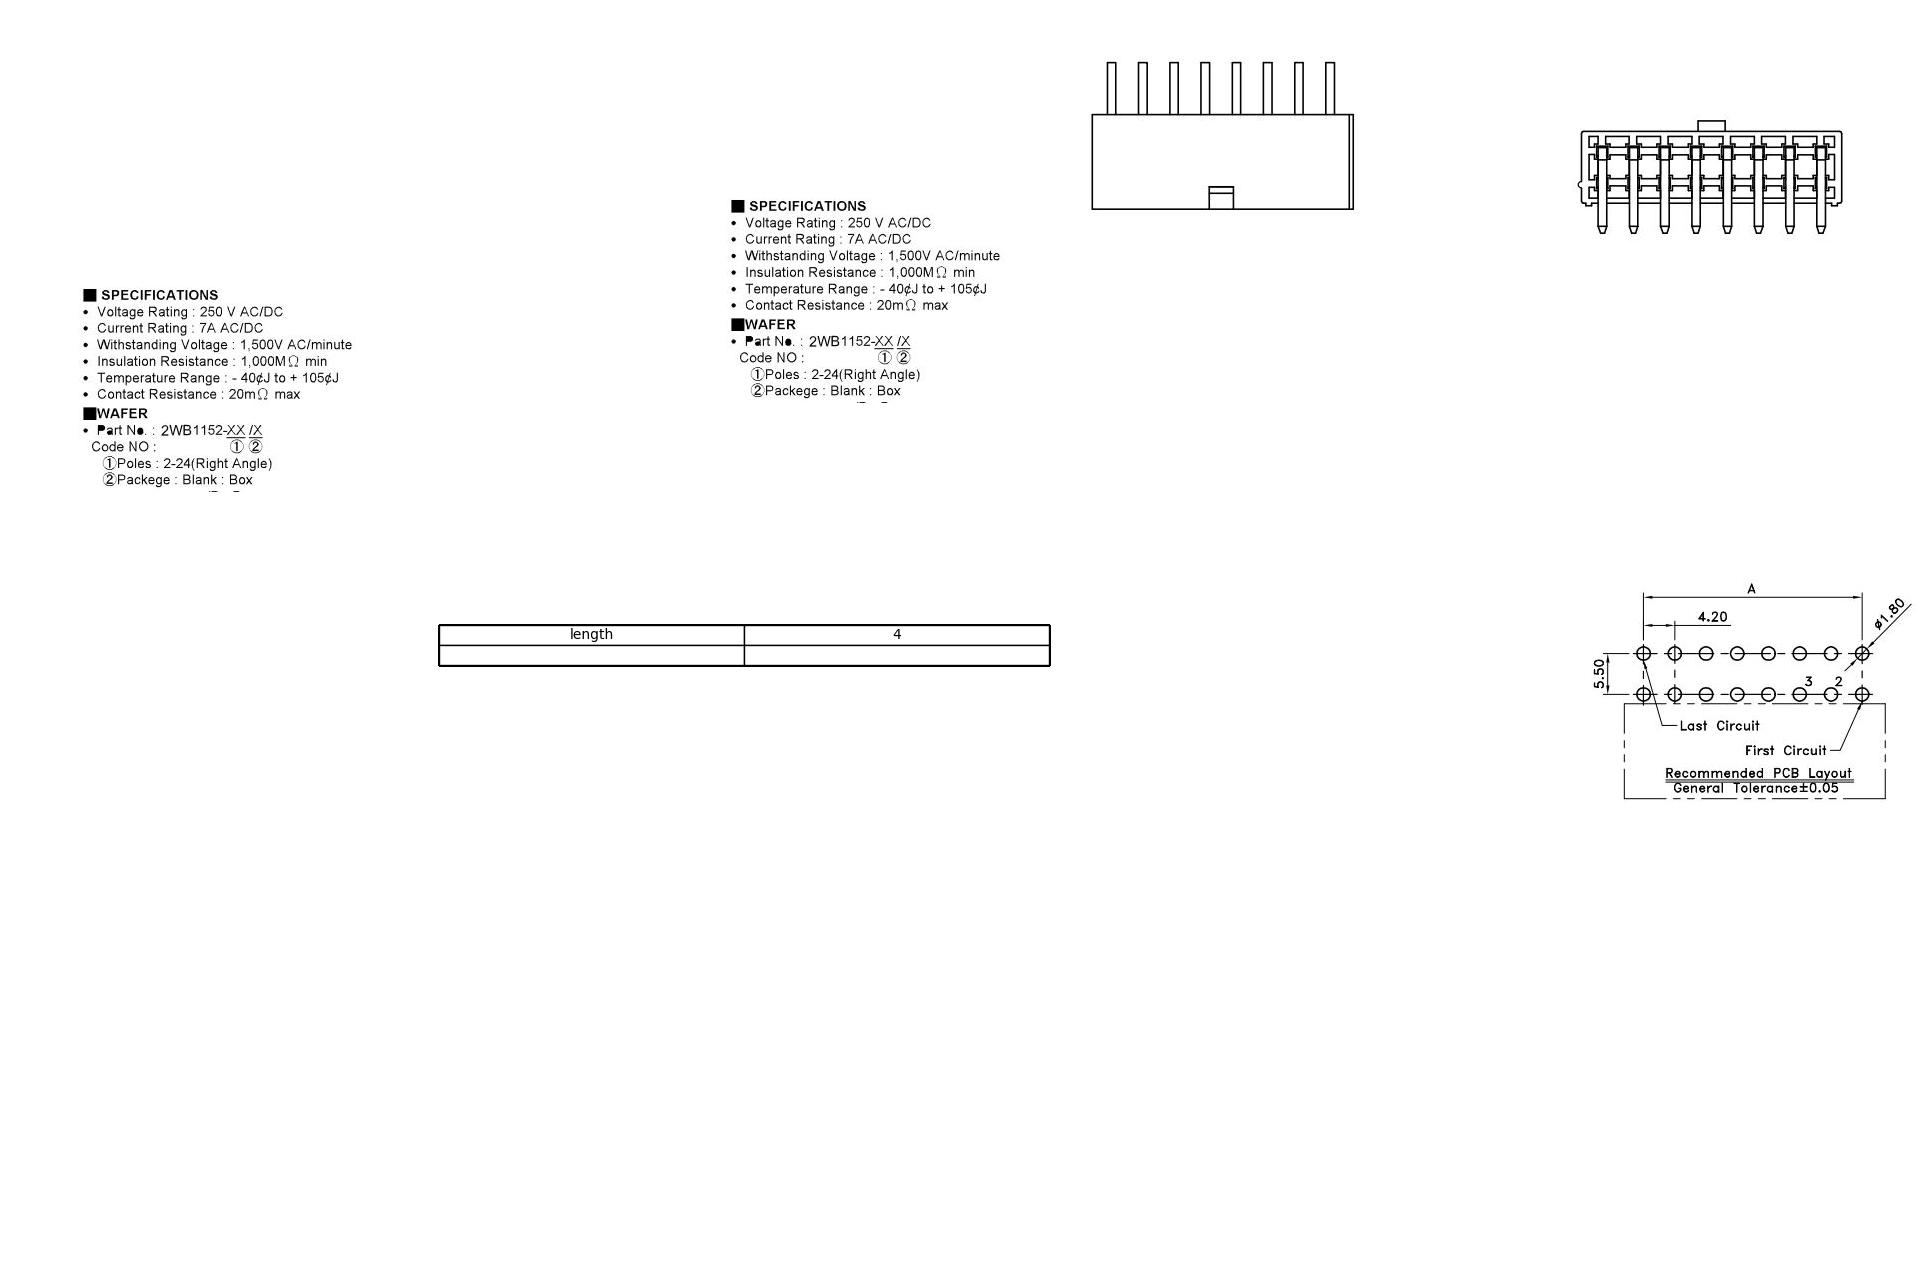 ■ SPECIFICATIONS
• Voltage Rating : 250 V AC/DC
• Current Rating : 7A AC/DC
• Withstanding Voltage : 1,500V AC/minute
• Insulation Resistance : 1,000MΩ min
• Temperature Range : - 40¢J to + 105¢J
• Contact Resistance : 20mΩ max
■WAFER
• Part No. : 2WB1152-XX /X
Code NO : ① ②
①Poles : 2-24(Right Angle)
②Packege : Blank : Box
■ SPECIFICATIONS
• Voltage Rating : 250 V AC/DC
• Current Rating : 7A AC/DC
• Withstanding Voltage : 1,500V AC/minute
• Insulation Resistance : 1,000MΩ min
• Temperature Range : - 40¢J to + 105¢J
• Contact Resistance : 20mΩ max
■WAFER
• Part No. : 2WB1152-XX /X
Code NO : ① ②
①Poles : 2-24(Right Angle)
②Packege : Blank : Box
length 4
A
4.20
ø1.80
5.50
3 2
Last Circuit
First Circuit
Recommended PCB Layout
General Tolerance±0.05